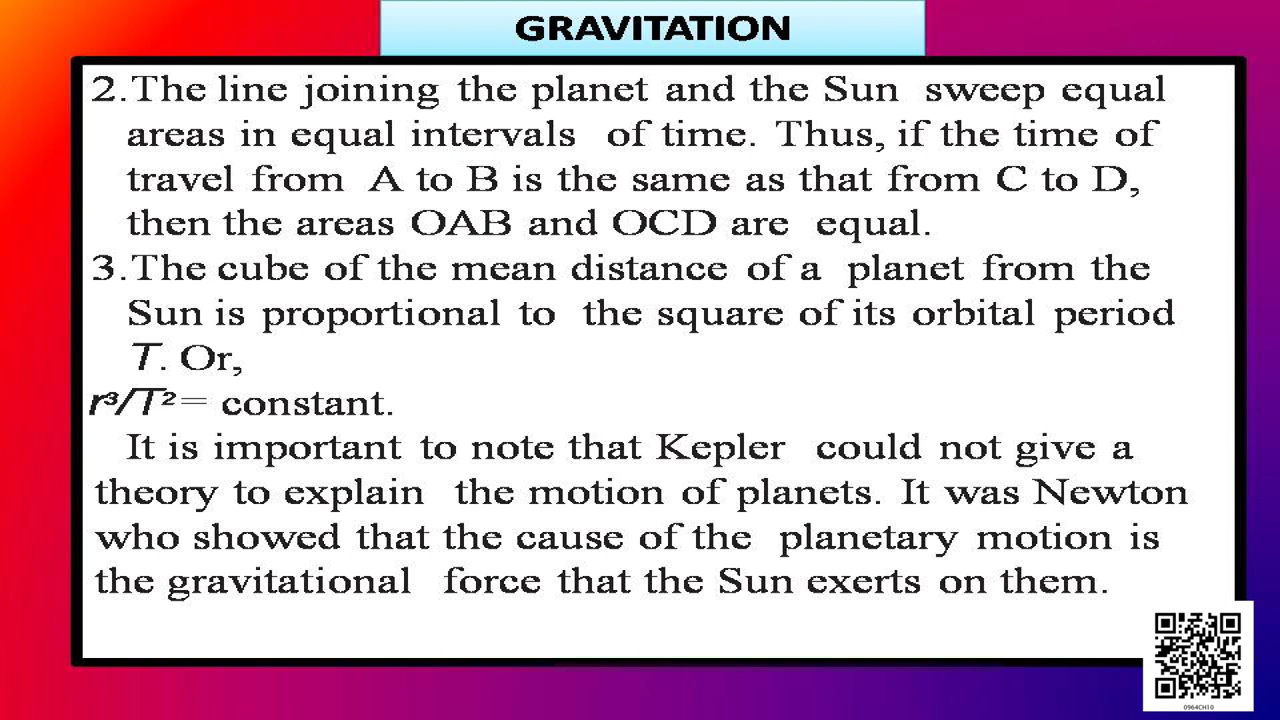 GRAVITATION
2.The line joining the planet and the Sun sweep equal
areas in equal intervals of time. Thus, if the time of
travel from A to B is the same as that from C to D,
then the areas OAB and OCD are equal.
3.The cube of the mean distance of a planet from the
Sun is proportional to the square of its orbital period
T. Or,
r³/T²= constant.
It is important to note that Kepler could not give a
theory to explain the motion of planets. It was Newton
who showed that the cause of the planetary motion is
the gravitational force that the Sun exerts on them.
0964CH10